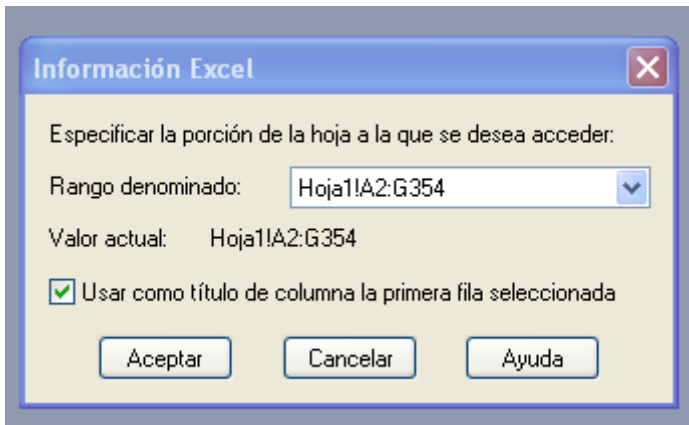 Información Excel
Especificar la porción de la hoja a la que se desea acceder:
Rango denominado: Hoja1!A2:G354
Valor actual: Hoja1!A2:G354
Usar como título de columna la primera fila seleccionada
Aceptar Cancelar Ayuda